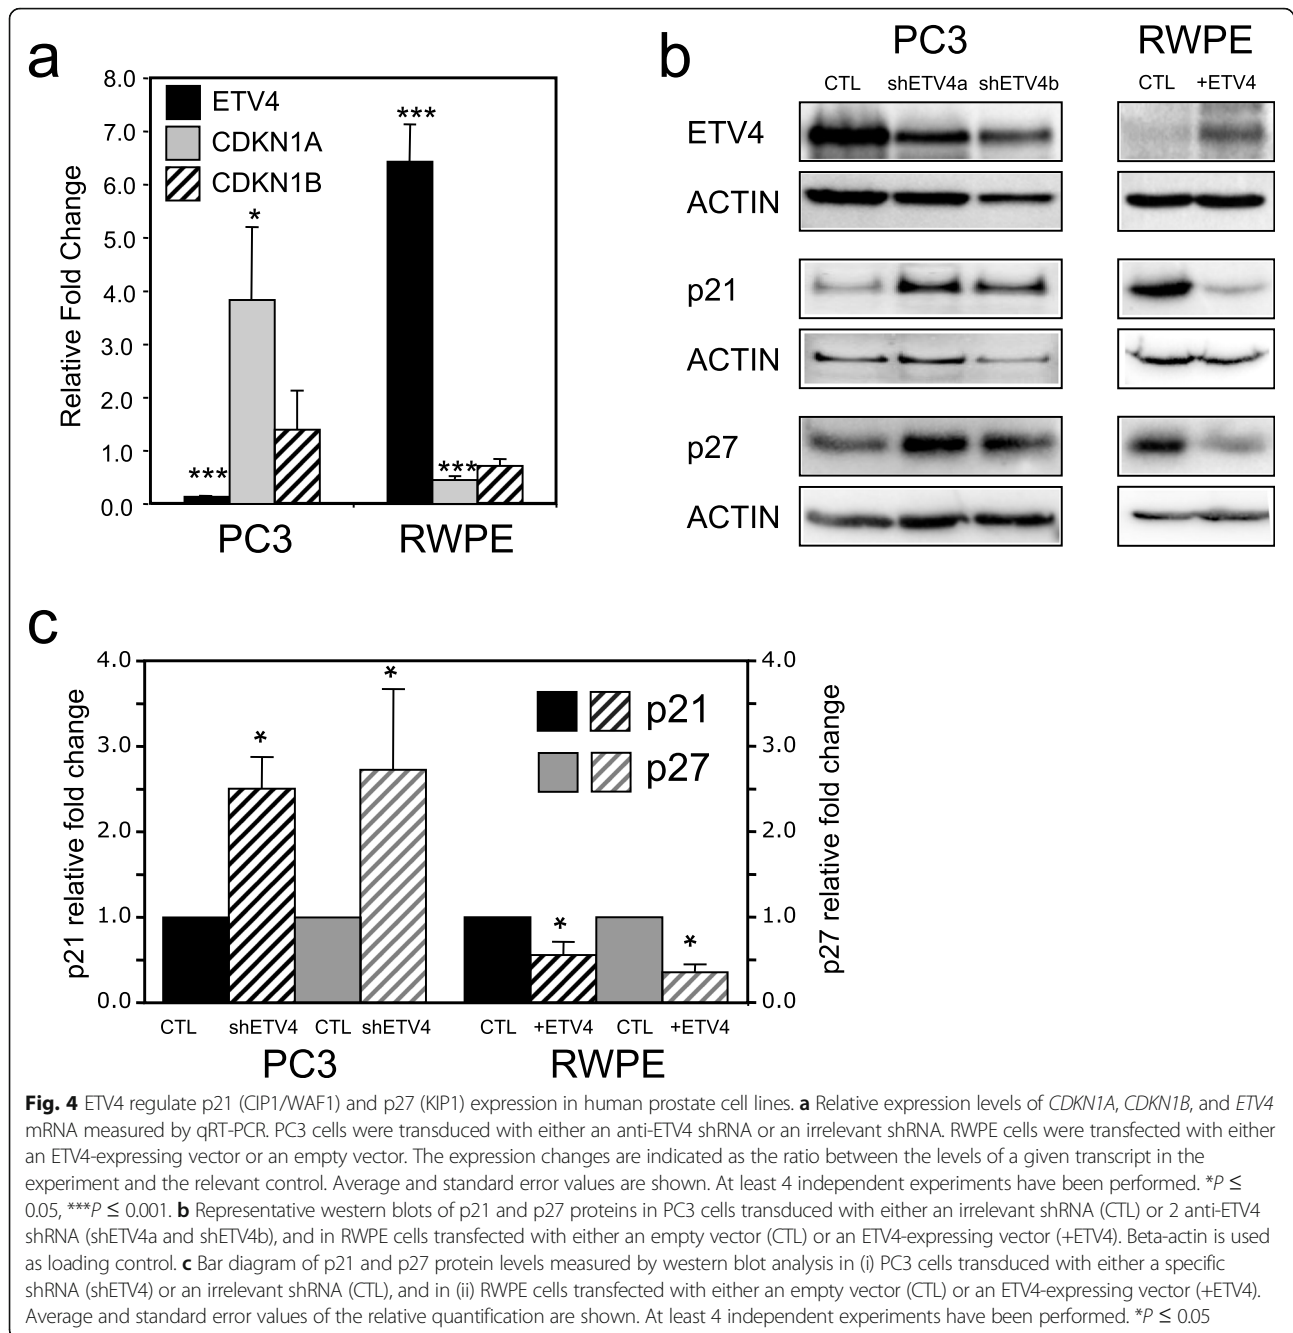 a
8.0
7.0
6.0
5.0
4.0
3.0
2.0
1.0
0.0
Relative Fold Change
ETV4
CDKN1A
CDKN1B
***
*
***
***
PC3 RWPE
b
PC3 RWPE
CTL shETV4a shETV4b CTL +ETV4
ETV4
ACTIN
p21
ACTIN
p27
ACTIN
c
4.0
3.0
2.0
1.0
0.0
p21 relative fold change
* *
* *
p21
p27
4.0
3.0
2.0
1.0
0.0
p27 relative fold change
CTL shETV4 CTL shETV4 CTL +ETV4 CTL +ETV4
PC3 RWPE
Fig. 4 ETV4 regulate p21 (CIP1/WAF1) and p27 (KIP1) expression in human prostate cell lines. a Relative expression levels of CDKN1A, CDKN1B, and ETV4
mRNA measured by qRT-PCR. PC3 cells were transduced with either an anti-ETV4 shRNA or an irrelevant shRNA. RWPE cells were transfected with either
an ETV4-expressing vector or an empty vector. The expression changes are indicated as the ratio between the levels of a given transcript in the
experiment and the relevant control. Average and standard error values are shown. At least 4 independent experiments have been performed. *P ≤
0.05, ***P ≤ 0.001. b Representative western blots of p21 and p27 proteins in PC3 cells transduced with either an irrelevant shRNA (CTL) or 2 anti-ETV4
shRNA (shETV4a and shETV4b), and in RWPE cells transfected with either an empty vector (CTL) or an ETV4-expressing vector (+ETV4). Beta-actin is used
as loading control. c Bar diagram of p21 and p27 protein levels measured by western blot analysis in (i) PC3 cells transduced with either a specific
shRNA (shETV4) or an irrelevant shRNA (CTL), and in (ii) RWPE cells transfected with either an empty vector (CTL) or an ETV4-expressing vector (+ETV4).
Average and standard error values of the relative quantification are shown. At least 4 independent experiments have been performed. *P ≤ 0.05